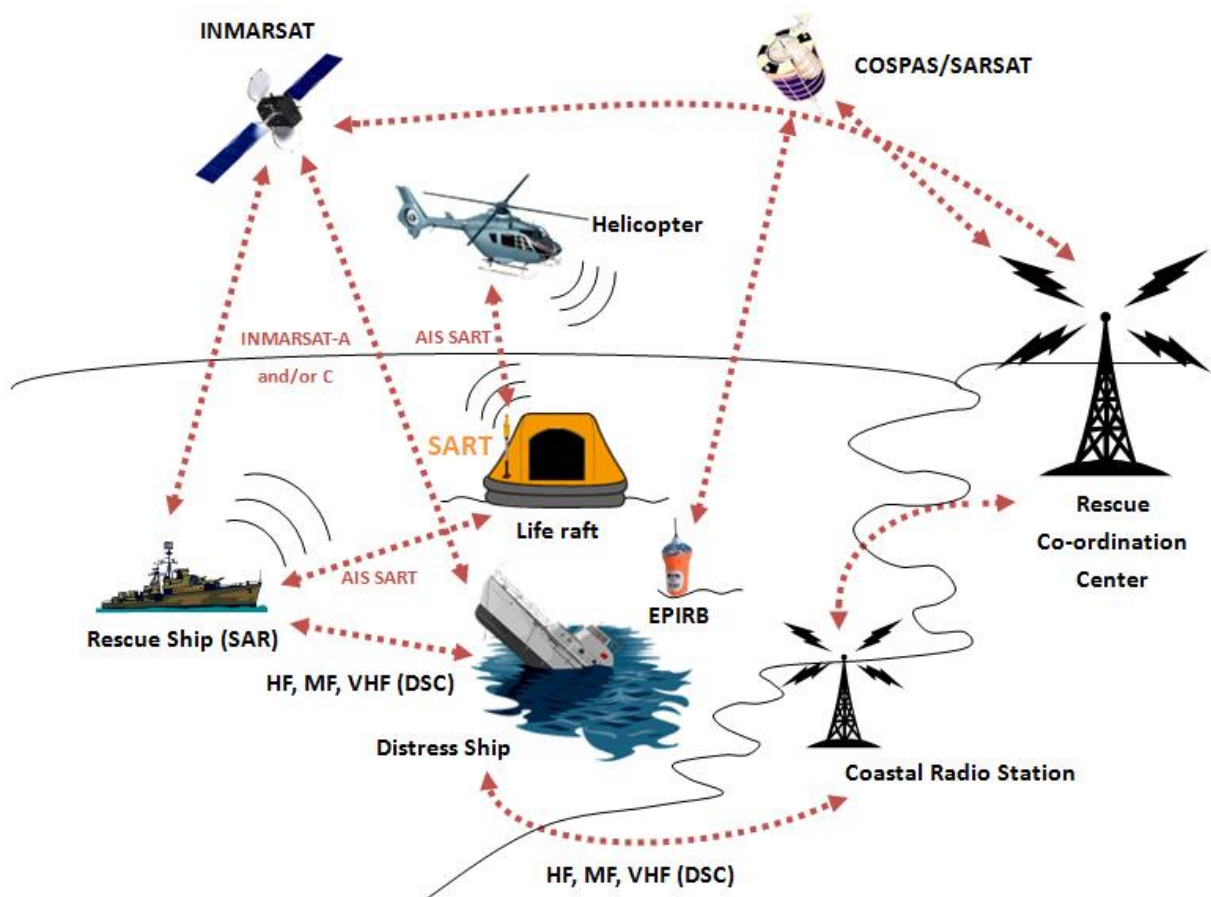 INMARSAT
COSPAS/SARSAT
Helicopter
INMARSAT-A
and/or C
AIS SART
SART
Life raft
Rescue
Co-ordination
Center
AIS SART
EPIRB
Rescue Ship (SAR)
HF, MF, VHF (DSC)
Distress Ship
Coastal Radio Station
HF, MF, VHF (DSC)